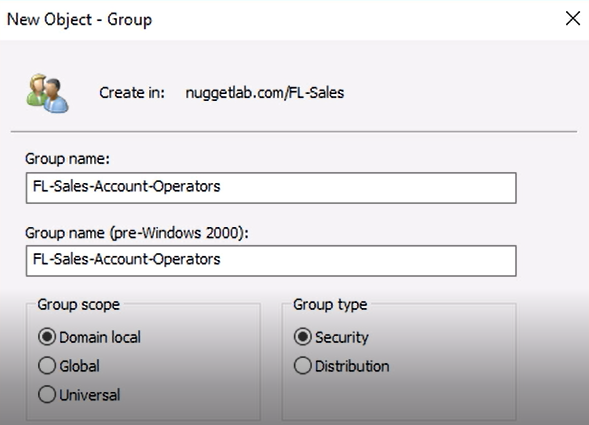 New Object - Group
Create in: nuggetlab.com/FL-Sales
Group name:
FL-Sales-Account-Operators
Group name (pre-Windows 2000):
FL-Sales-Account-Operators
Group scope
Domain local
Global
Universal
Group type
Security
Distribution